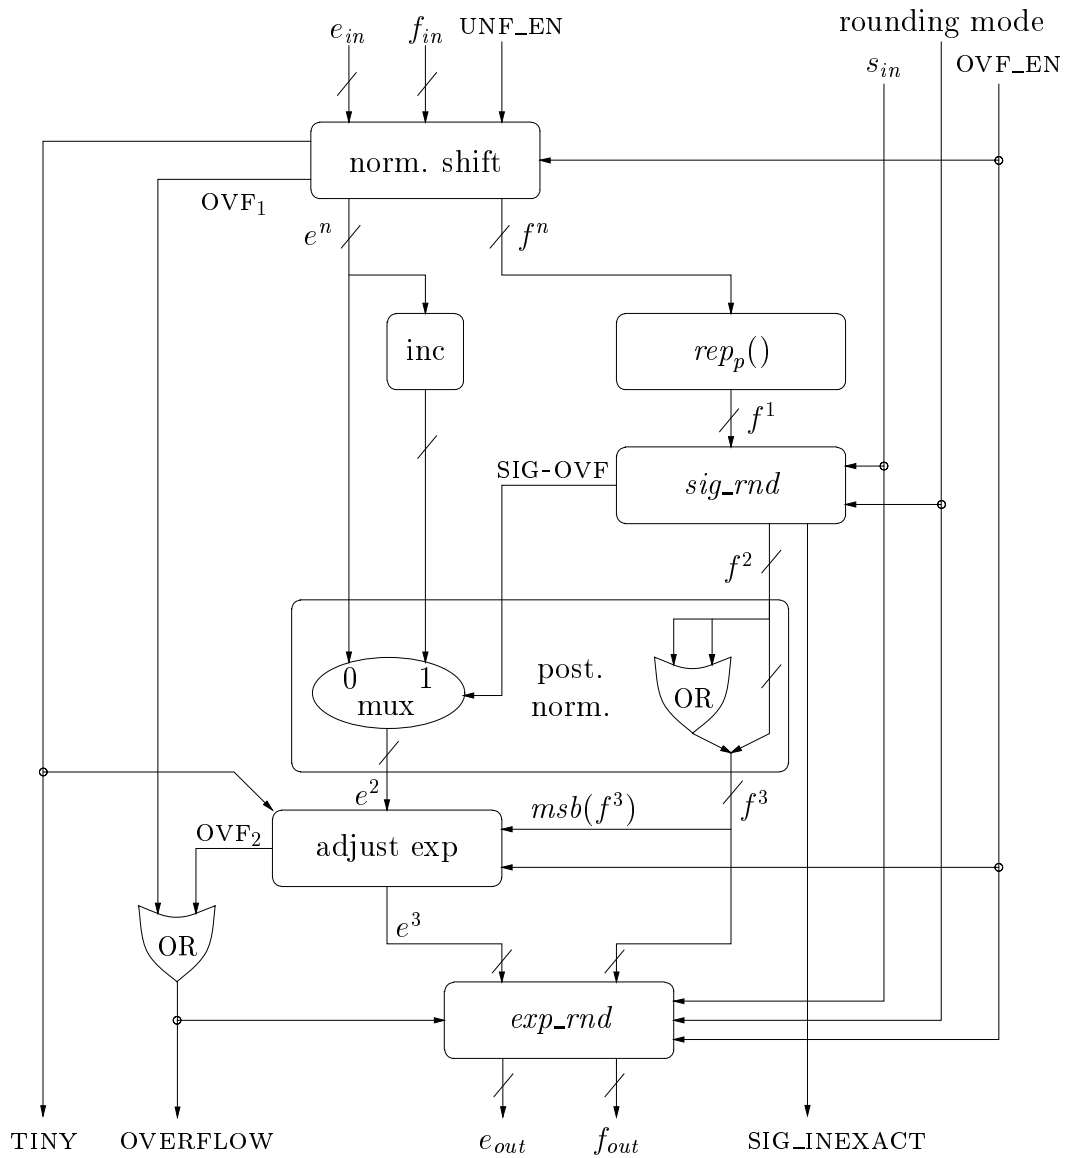 rounding mode
e_in f_in UNF_EN
s_in OVF_EN
norm. shift
OVF_1
e^n f^n
inc rep_p()
f^1
SIG-OVF sig_rnd
f^2
0 1 post.
mux norm. OR
e^2 msb(f^3) f^3
OVF_2 adjust exp
e^3
OR
exp_rnd
TINY OVERFLOW e_out f_out SIG_INEXACT